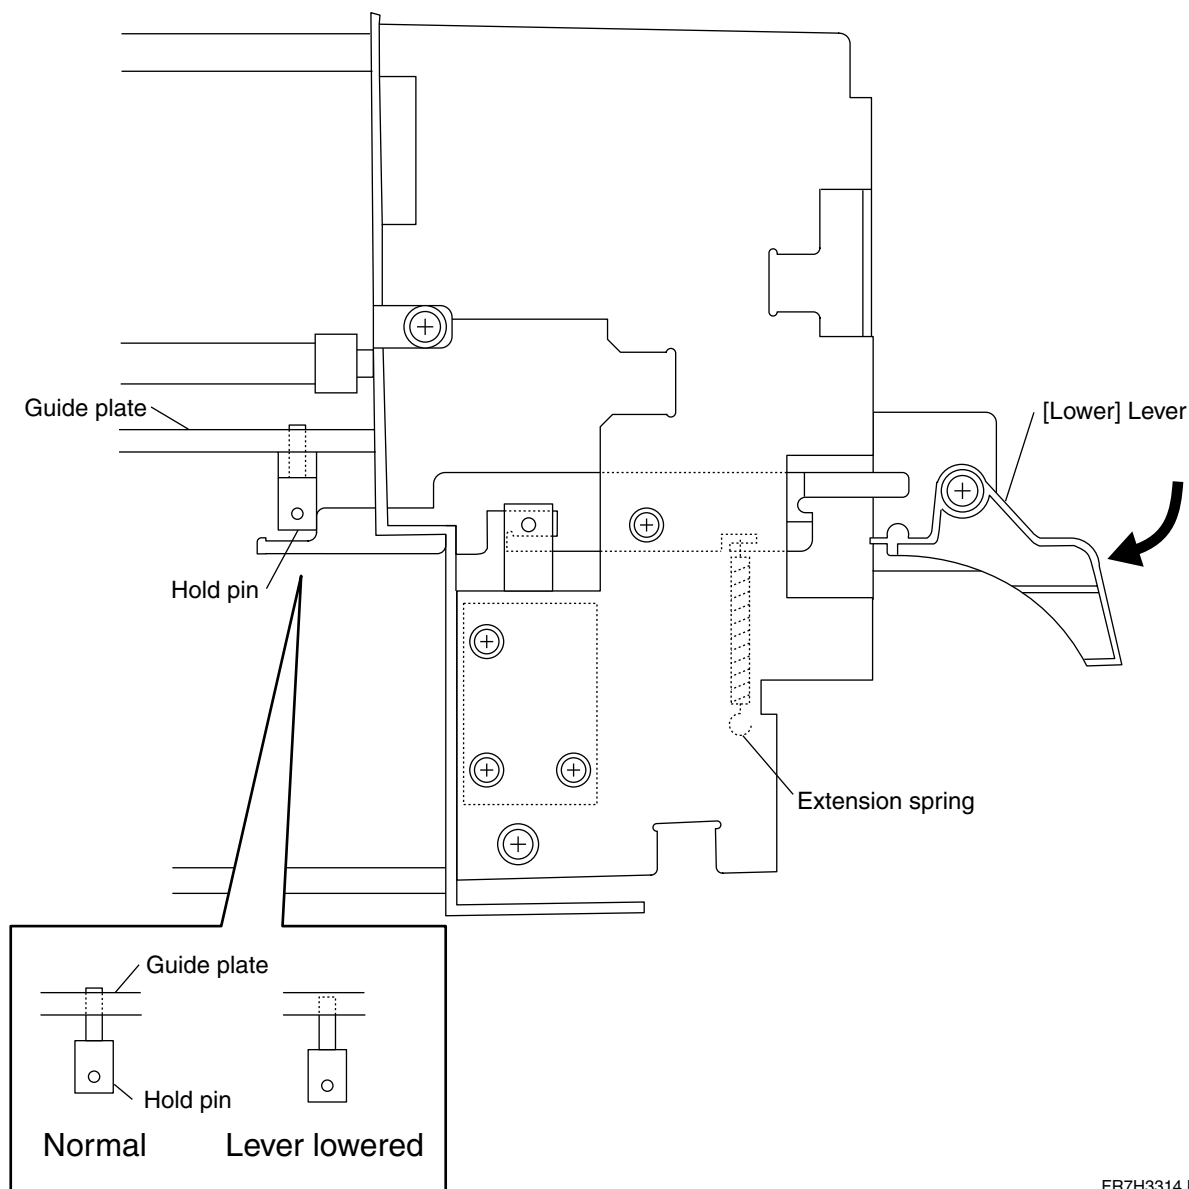 Guide plate
[Lower] Lever
Hold pin
Extension spring
Guide plate
Hold pin
Normal
Lever lowered